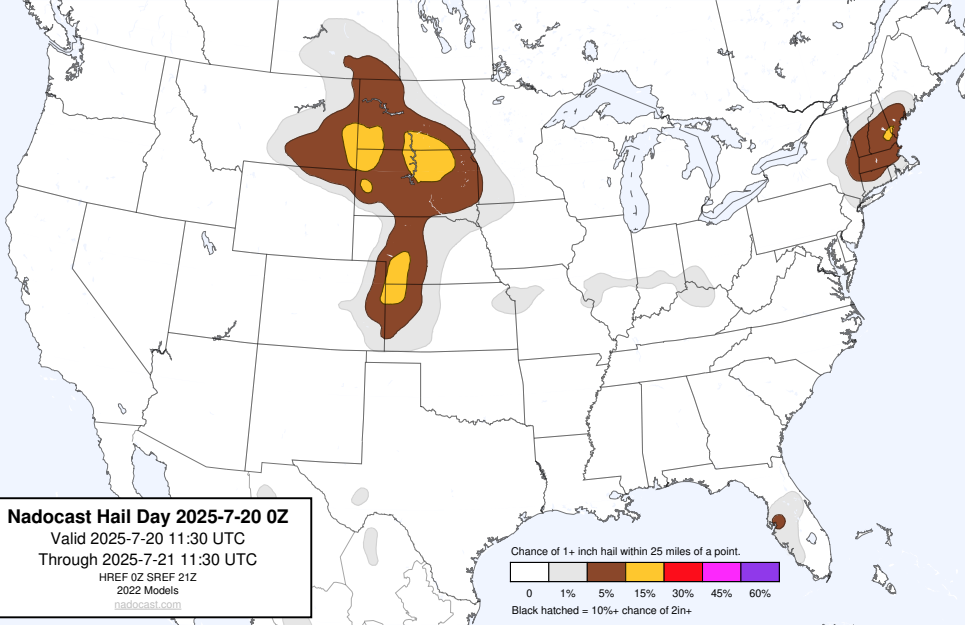 Nadocast Hail Day 2025-7-20 0Z
Valid 2025-7-20 11:30 UTC
Through 2025-7-21 11:30 UTC
HREF 0Z SREF 21Z
2022 Models
nadocast.com
Chance of 1+ inch hail within 25 miles of a point.
0 1% 5% 15% 30% 45% 60%
Black hatched = 10%+ chance of 2in+